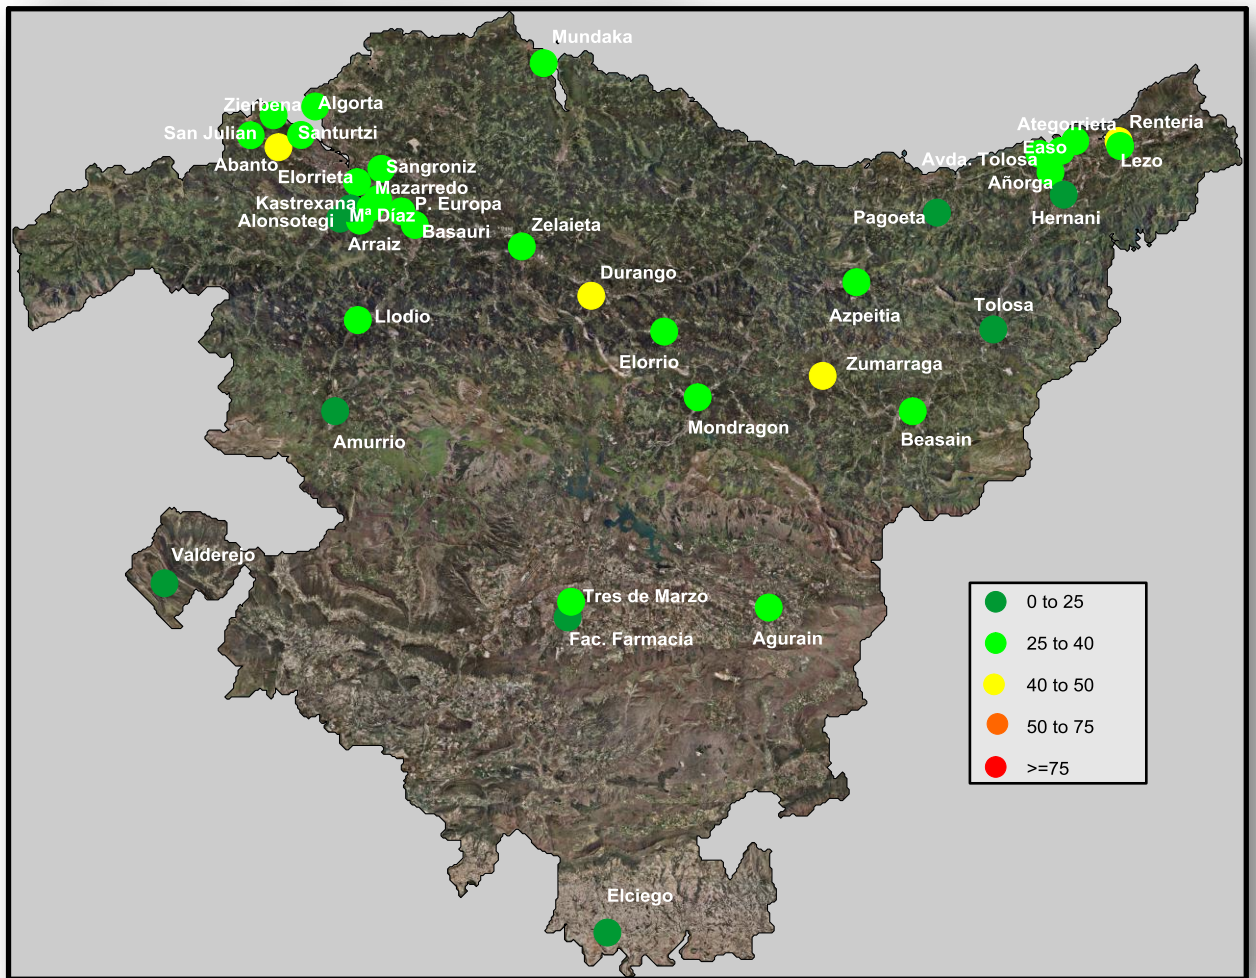 Mundaka
Zierbena
Algorta
San Julian
Santurtzi
Abanto
Ategorrieta
Renteria
Easo
Avda. Tolosa
Lezo
Añorga
Hernani
Pagoeta
Elorrieta
Sangroniz
Mazarredo
Kastrexana
P. Europa
Alonsotegi
Mª Díaz
Basauri
Arraiz
Zelaieta
Durango
Azpeitia
Tolosa
Llodio
Elorrio
Zumarraga
Amurrio
Mondragon
Beasain
Valderejo
Tres de Marzo
Fac. Farmacia
Agurain
Elciego
0 to 25
25 to 40
40 to 50
50 to 75
>=75